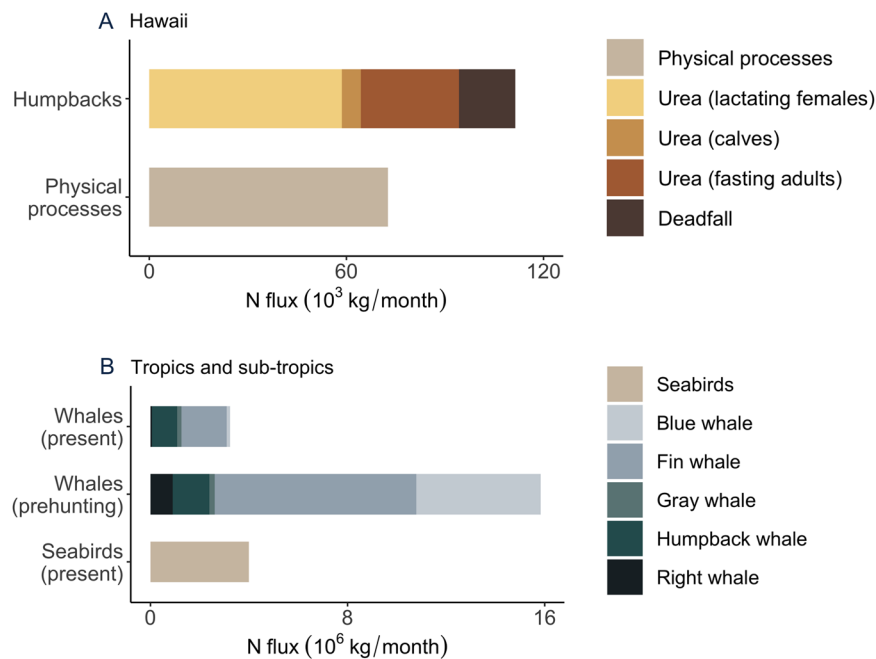 A Hawaii
Humpbacks
Physical
processes
0 60 120
N flux (10³ kg/month)
Physical processes
Urea (lactating females)
Urea (calves)
Urea (fasting adults)
Deadfall
B Tropics and sub-tropics
Whales
(present)
Whales
(prehunting)
Seabirds
(present)
0 8 16
N flux (10⁶ kg/month)
Seabirds
Blue whale
Fin whale
Gray whale
Humpback whale
Right whale